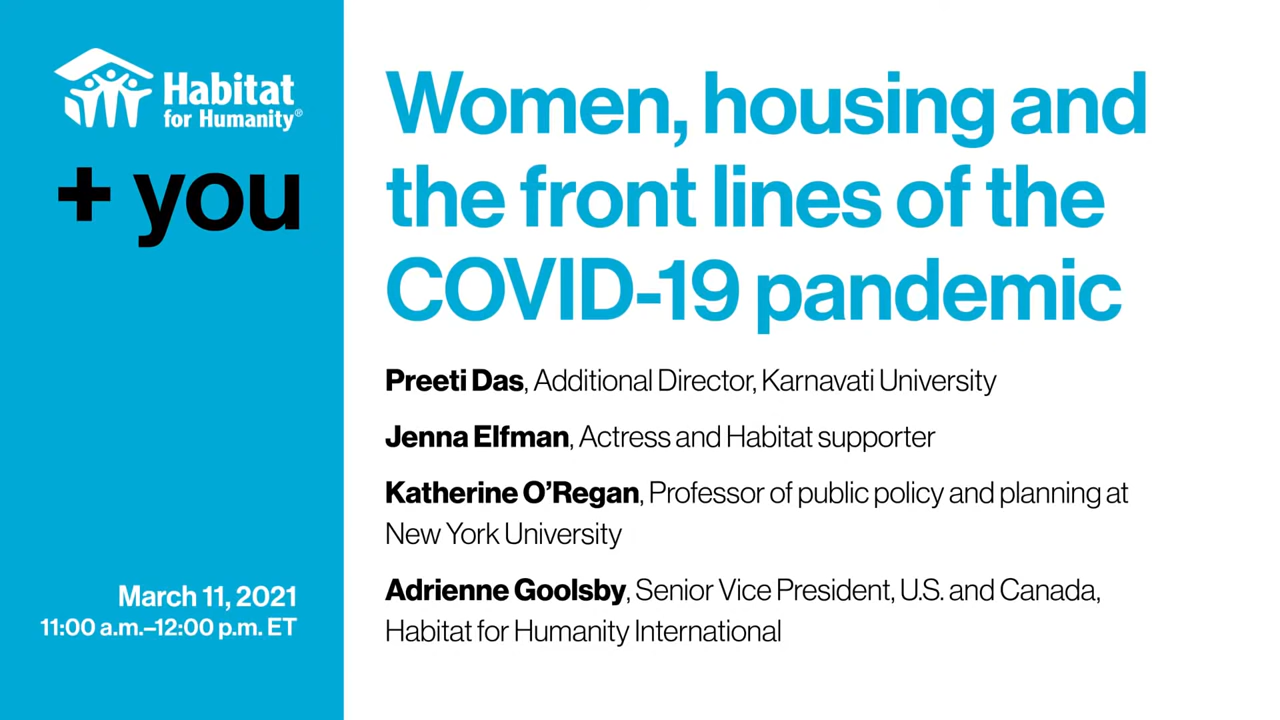 Habitat
for Humanity®
+ you
March 11, 2021
11:00 a.m.–12:00 p.m. ET
Women, housing and
the front lines of the
COVID-19 pandemic
Preeti Das, Additional Director, Karnavati University
Jenna Elfman, Actress and Habitat supporter
Katherine O’Regan, Professor of public policy and planning at
New York University
Adrienne Goolsby, Senior Vice President, U.S. and Canada,
Habitat for Humanity International